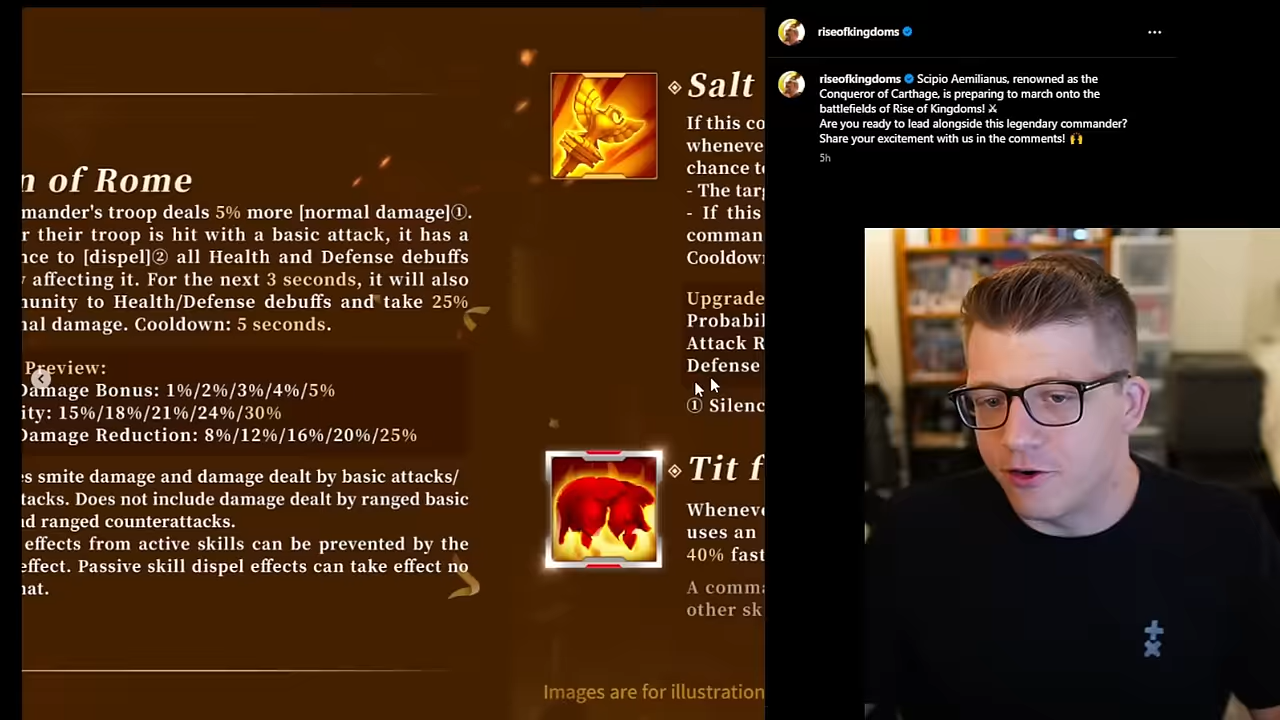 n of Rome
mander's troop deals 5% more [normal damage]①.
r their troop is hit with a basic attack, it has a
nce to [dispel]② all Health and Defense debuffs
y affecting it. For the next 3 seconds, it will also
munity to Health/Defense debuffs and take 25%
nal damage. Cooldown: 5 seconds.
Preview:
Damage Bonus: 1%/2%/3%/4%/5%
ity: 15%/18%/21%/24%/30%
Damage Reduction: 8%/12%/16%/20%/25%
es smite damage and damage dealt by basic attacks/
tacks. Does not include damage dealt by ranged basic
nd ranged counterattacks.
effects from active skills can be prevented by the
effect. Passive skill dispel effects can take effect no
hat.
Salt
If this co
wheneve
chance to
- The targ
- If this
comman
Cooldown
Upgrade
Probabil
Attack R
Defense
① Silenc
Tit f
Wheneve
uses an
40% fast
A comma
other sk
Images are for illustration
riseofkingdoms
riseofkingdoms Scipio Aemilianus, renowned as the
Conqueror of Carthage, is preparing to march onto the
battlefields of Rise of Kingdoms! ⚔
Are you ready to lead alongside this legendary commander?
Share your excitement with us in the comments! 🙌
5h